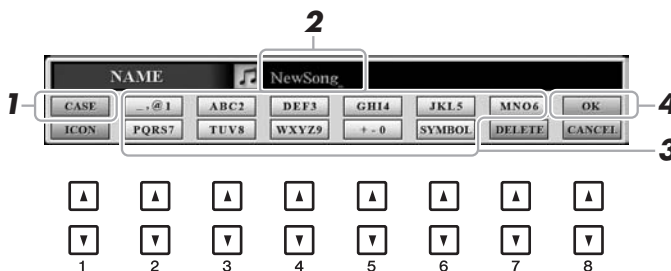 2
NAME NewSong_
1 CASE _,@1 ABC2 DEF3 GHI4 JKL5 MNO6 OK 4
ICON PQRS7 TUV8 WXYZ9 + - 0 SYMBOL DELETE CANCEL
3
1 2 3 4 5 6 7 8